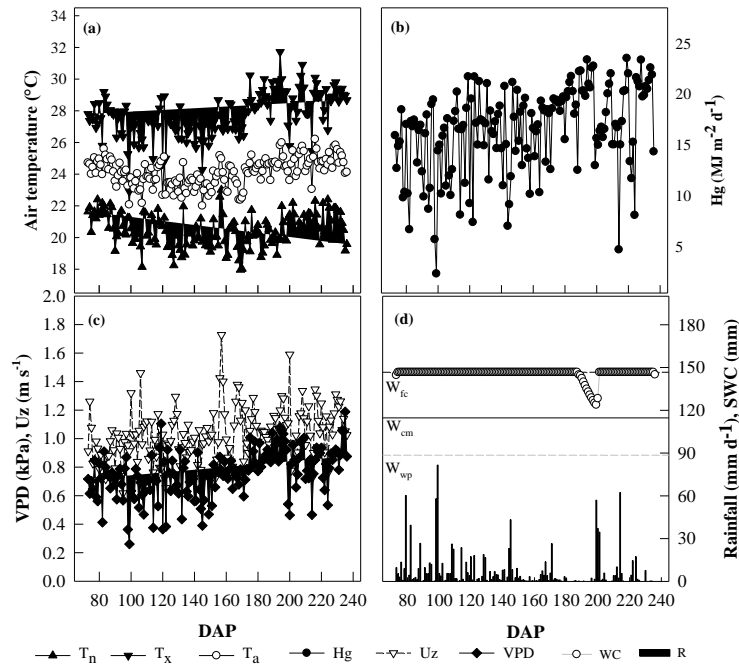 (a)
Air temperature (°C)
34
32
30
28
26
24
22
20
18
(b)
Hg (MJ m⁻² d⁻¹)
25
20
15
10
5
(c)
VPD (kPa), Uz (m s⁻¹)
2.0
1.8
1.6
1.4
1.2
1.0
0.8
0.6
0.4
0.2
0.0
60 80 100 120 140 160 180 200 220 240
DAP
(d)
W_fc
W_cm
W_wp
180
150
120
90
60
30
0
Rainfall (mm d⁻¹), SWC (mm)
60 80 100 120 140 160 180 200 220 240
DAP
T_n T_x T_a Hg Uz VPD WC R